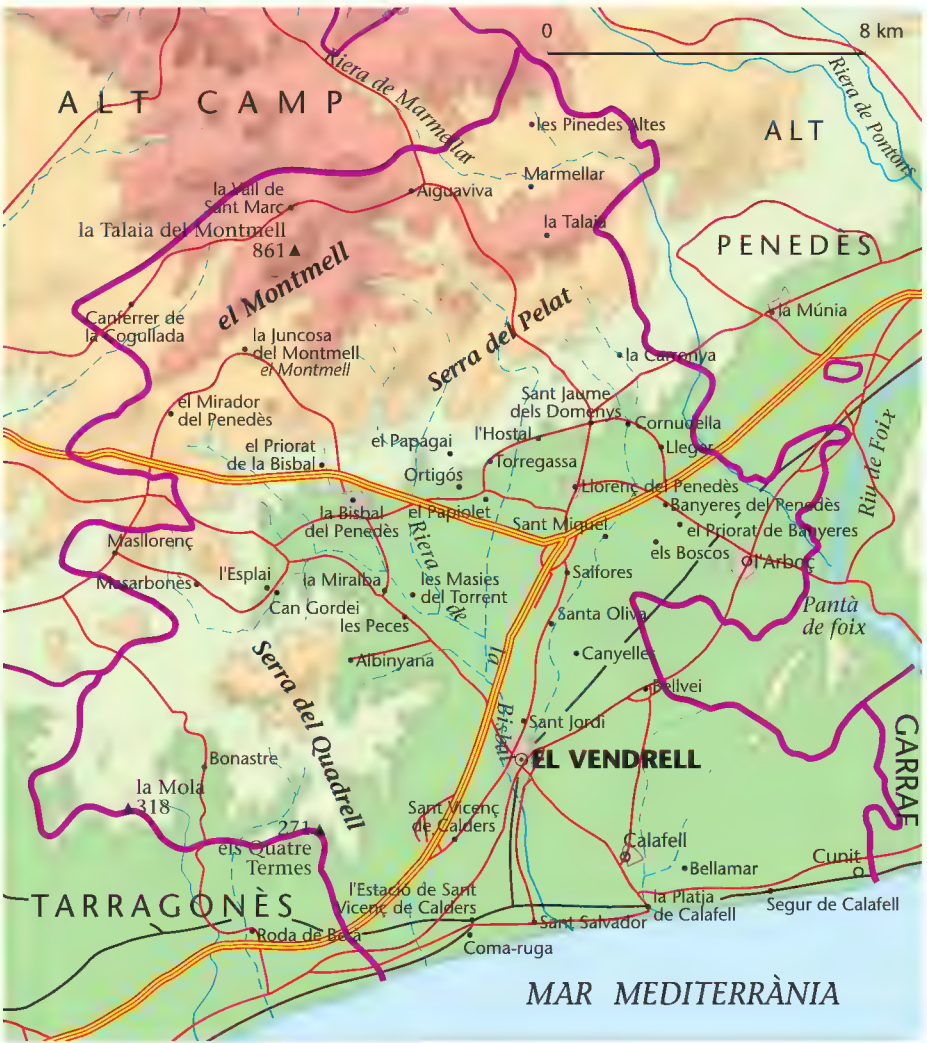 0
8 km
Riera de Marmellar
Riera de Pontons
ALT CAMP
ALT
PENEDÈS
les Pinedes Altes
Marmellar
la Vall de
Sant Marc
Aiguaviva
la Talaia del Montmell
861
la Talaia
el Montmell
Canferrer de
la Cogullada
la Múnia
la Juncosa
del Montmell
el Montmell
Serra del Pelat
la Carronya
el Mirador
del Penedès
Sant Jaume
dels Domenys
Cornudella
l'Hostal
el Papagai
el Priorat
de la Bisbal
Lleger
Torregassa
Ortigós
Riu de Foix
Llorenç del Penedès
la Bisbal
del Penedès
el Papiolet
Banyeres del Penedès
Sant Miquel
el Priorat de Banyeres
Masllorenç
els Boscos
l'Arboç
Riera de la Bisbal
l'Esplai
Masarbonès
la Miralba
les Masies
del Torrent
Saifores
Can Gordei
les Peces
Santa Oliva
Pantà
de foix
Serra del Quadrell
Albinyana
Canyelles
Bellvei
Sant Jordi
GARRAF
Bonastre
EL VENDRELL
la Mola
318
Sant Vicenç
de Calders
271
els Quatre
Termes
Calafell
Bellamar
Cunit
TARRAGONÈS
l'Estació de Sant
Vicenç de Calders
la Platja
de Calafell
Segur de Calafell
Sant Salvador
Roda de Berà
Coma-ruga
MAR MEDITERRÀNIA